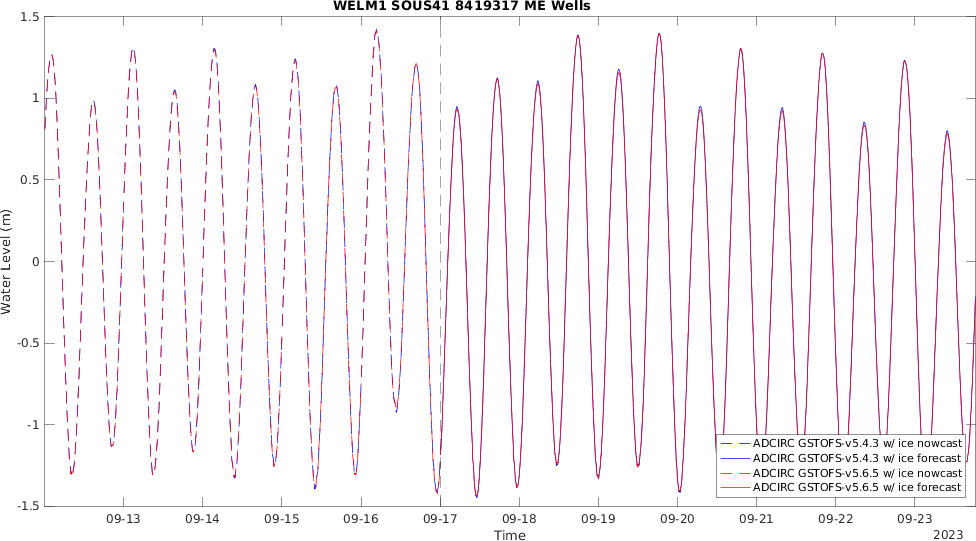 WELM1 SOUS41 8419317 ME Wells
1.5
1
0.5
0
-0.5
-1
-1.5
Water Level (m)
ADCIRC GSTOFS-v5.4.3 w/ ice nowcast
ADCIRC GSTOFS-v5.4.3 w/ ice forecast
ADCIRC GSTOFS-v5.6.5 w/ ice nowcast
ADCIRC GSTOFS-v5.6.5 w/ ice forecast
09-13 09-14 09-15 09-16 09-17 09-18 09-19 09-20 09-21 09-22 09-23
Time
2023